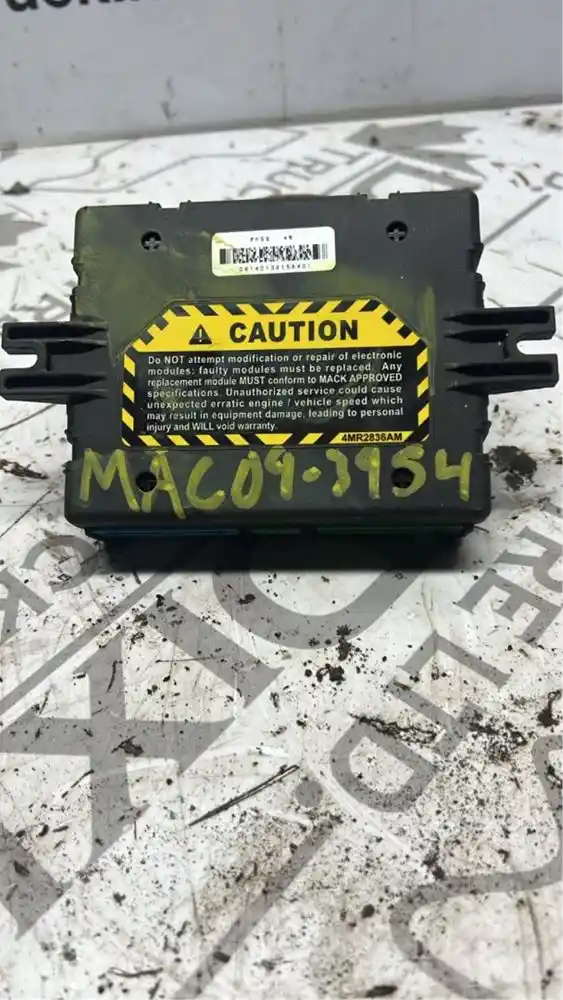 CAUTION
Do NOT attempt modification or repair of electronic
modules: faulty modules must be replaced. Any
replacement module MUST conform to MACK APPROVED
specifications. Unauthorized service could cause
unexpected erratic engine / vehicle speed which
may result in equipment damage, leading to personal
injury and WILL void warranty.
4MR2836AM
MAC09-3954
TRUCK
LTD.